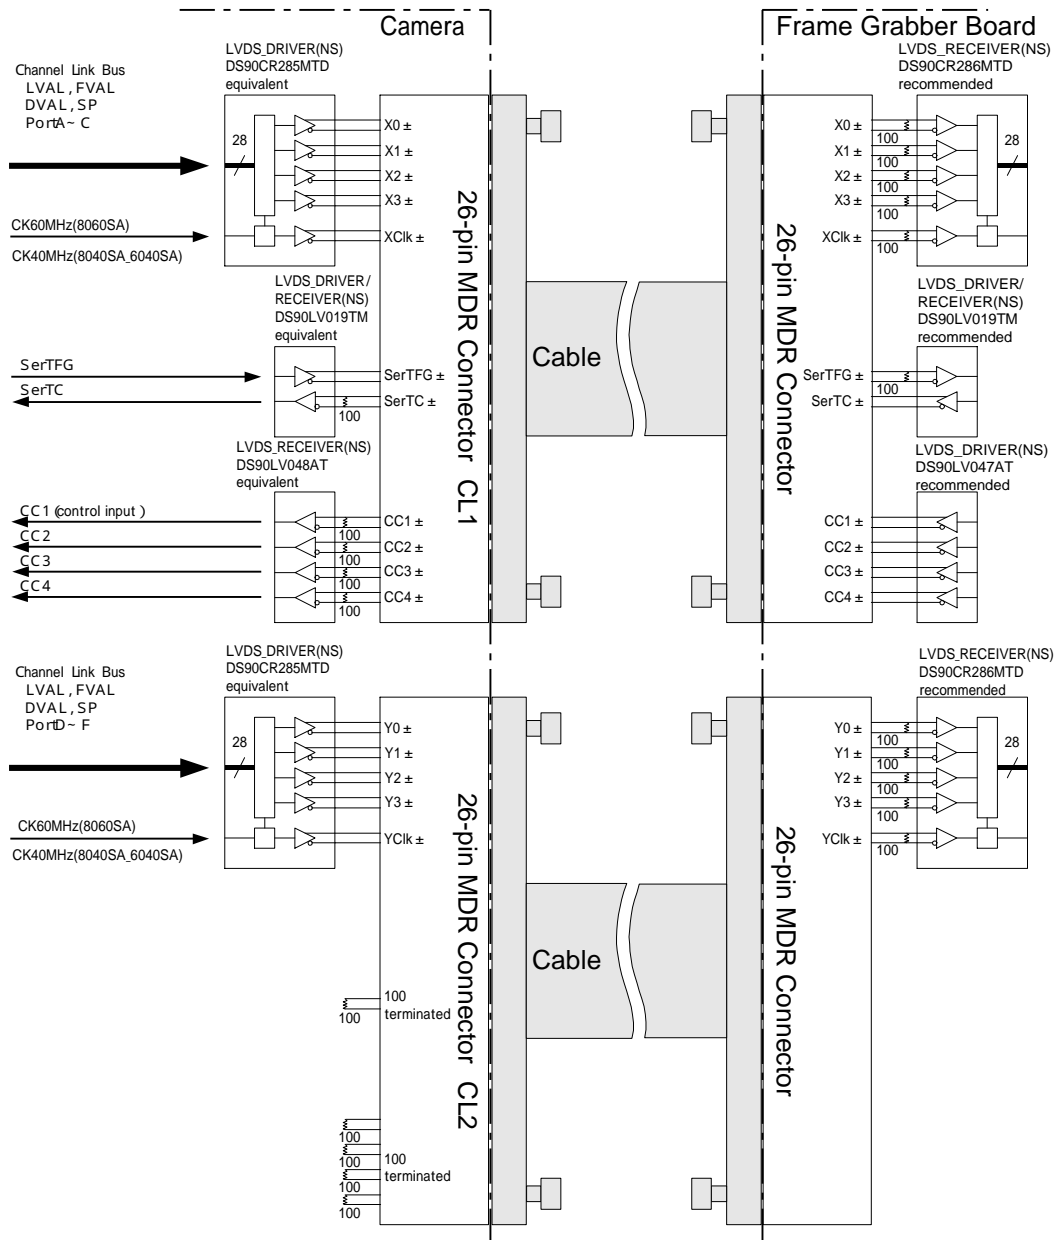 Camera
Frame Grabber Board
LVDS_DRIVER(NS)
DS90CR285MTD
equivalent
LVDS_RECEIVER(NS)
DS90CR286MTD
recommended
Channel Link Bus
LVAL,FVAL
DVAL,SP
PortA~C
28
X0 ±
X1 ±
X2 ±
X3 ±
XClk ±
CK60MHz(8060SA)
CK40MHz(8040SA_6040SA)
26-pin MDR Connector CL1
Cable
26-pin MDR Connector
X0 ±
X1 ±
X2 ±
X3 ±
XClk ±
100
100
100
100
100
28
LVDS_DRIVER/
RECEIVER(NS)
DS90LV019TM
equivalent
LVDS_DRIVER/
RECEIVER(NS)
DS90LV019TM
recommended
SerTFG
SerTC
SerTFG ±
SerTC ±
100
SerTFG ±
SerTC ±
100
LVDS_RECEIVER(NS)
DS90LV048AT
equivalent
LVDS_DRIVER(NS)
DS90LV047AT
recommended
CC1(control input)
CC2
CC3
CC4
100
100
100
100
CC1 ±
CC2 ±
CC3 ±
CC4 ±
CC1 ±
CC2 ±
CC3 ±
CC4 ±
LVDS_DRIVER(NS)
DS90CR285MTD
equivalent
LVDS_RECEIVER(NS)
DS90CR286MTD
recommended
Channel Link Bus
LVAL,FVAL
DVAL,SP
PortD~F
28
Y0 ±
Y1 ±
Y2 ±
Y3 ±
YClk ±
CK60MHz(8060SA)
CK40MHz(8040SA_6040SA)
26-pin MDR Connector CL2
Cable
26-pin MDR Connector
Y0 ±
Y1 ±
Y2 ±
Y3 ±
YClk ±
100
100
100
100
100
28
100
terminated
100
100
terminated
100
100
100
100